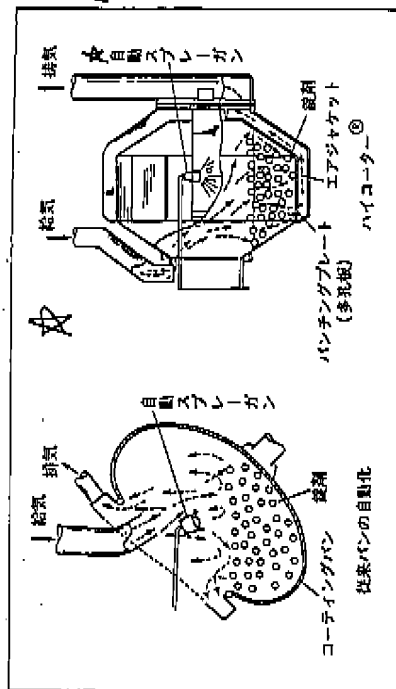 給気
排気
自動スプレーガン
錠剤
コーティングパン
従来パンの自動化
給気
排気
自動スプレーガン
錠剤
エアジャケット
パンチングプレート
(多孔板)
ハイコーター®